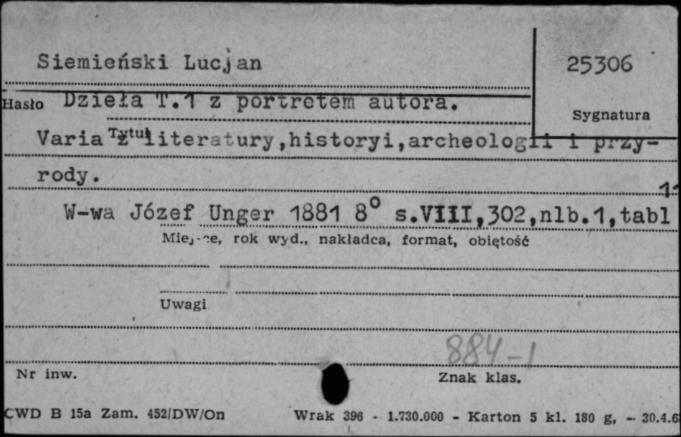 Siemieński Lucjan
25306
Hasło Dzieła T.1 z portretem autora.
Sygnatura
Varia z literatury,historyi,archeologii i przy-
Tytuł
rody.
11
W-wa Józef Unger 1881 8° s.VIII,302,nlb.1,tabl
Miejsce, rok wyd., nakładca, format, objętość
Uwagi
884-1
Nr inw.
Znak klas.
CWD B 15a Zam. 452/DW/On Wrak 396 - 1.730.000 - Karton 5 kl. 180 g, - 30.4.6